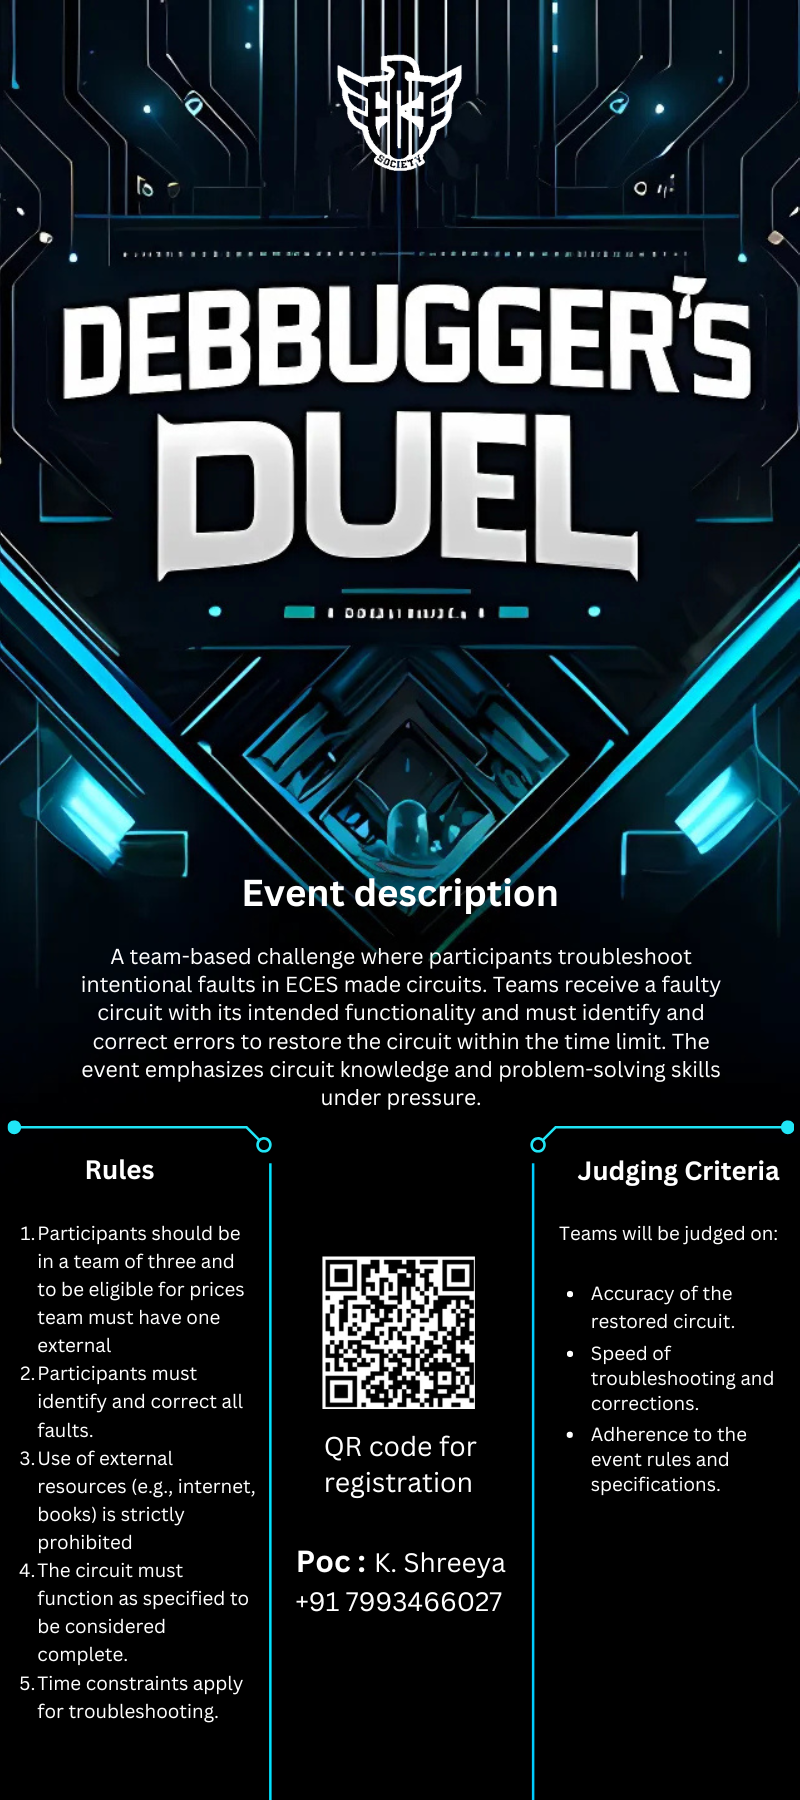 SOCIETY
DEBBUGGER'S
DUEL
Event description
A team-based challenge where participants troubleshoot
intentional faults in ECES made circuits. Teams receive a faulty
circuit with its intended functionality and must identify and
correct errors to restore the circuit within the time limit. The
event emphasizes circuit knowledge and problem-solving skills
under pressure.
Rules
1. Participants should be
in a team of three and
to be eligible for prices
team must have one
external
2. Participants must
identify and correct all
faults.
3. Use of external
resources (e.g., internet,
books) is strictly
prohibited
4. The circuit must
function as specified to
be considered
complete.
5. Time constraints apply
for troubleshooting.
QR code for
registration
Poc : K. Shreeya
+91 7993466027
Judging Criteria
Teams will be judged on:
• Accuracy of the
restored circuit.
• Speed of
troubleshooting and
corrections.
• Adherence to the
event rules and
specifications.